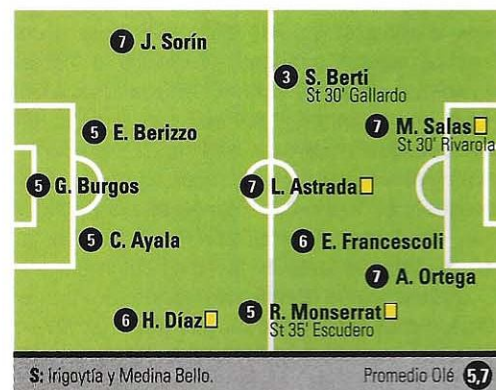 7 J. Sorín
3 S. Berti
St 30' Gallardo
7 M. Salas
St 30' Rivarola
5 E. Berizzo
5 G. Burgos
7 L. Astrada
5 C. Ayala
6 E. Francescoli
7 A. Ortega
6 H. Díaz
5 R. Monserrat
St 35' Escudero
S: Irigoytía y Medina Bello.
Promedio Olé 5,7